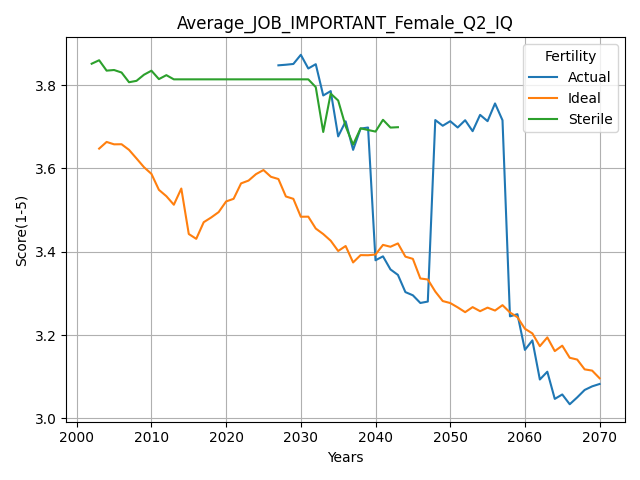 Average_JOB_IMPORTANT_Female_Q2_IQ
Fertility
Actual
Ideal
Sterile
Score(1-5)
3.8
3.6
3.4
3.2
3.0
2000 2010 2020 2030 2040 2050 2060 2070
Years